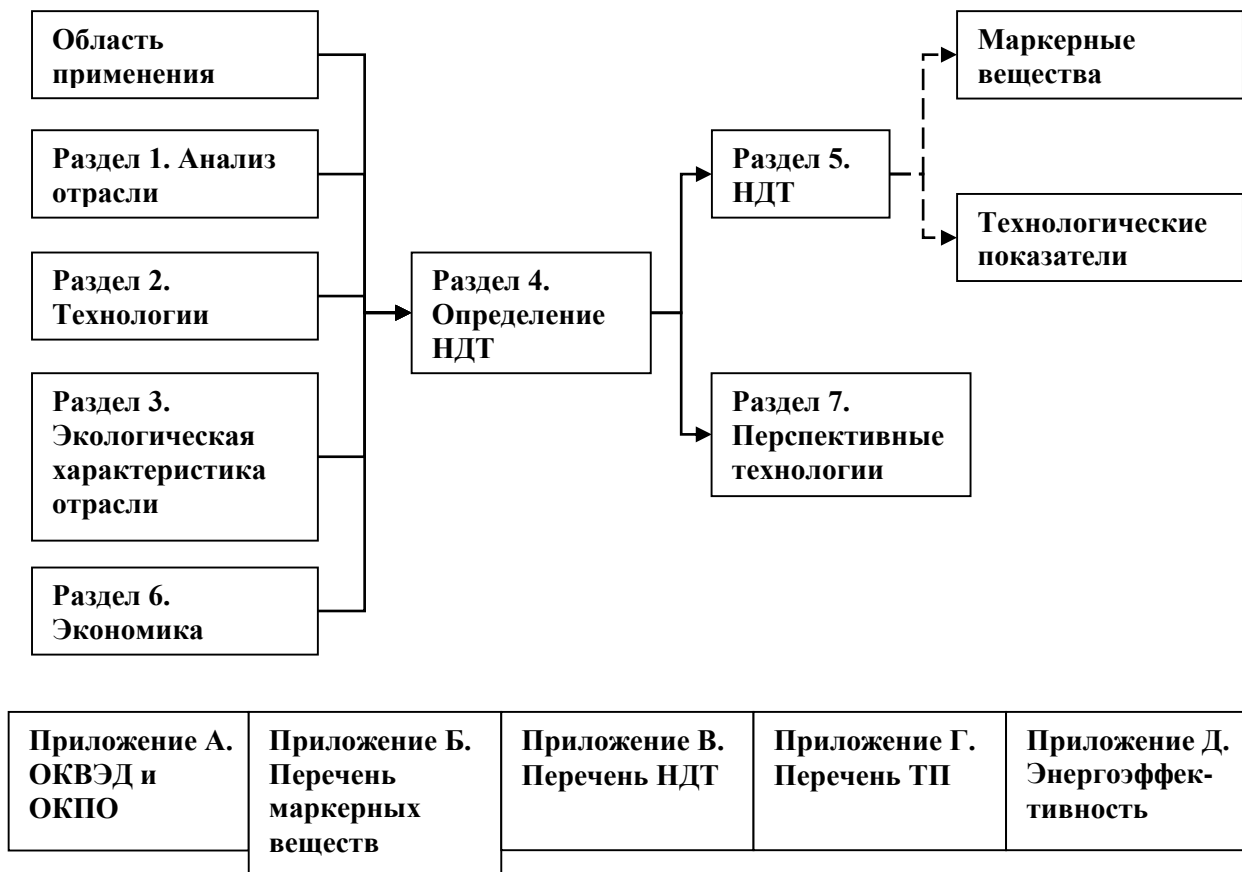 Область
применения
Раздел 1. Анализ
отрасли
Раздел 2.
Технологии
Раздел 3.
Экологическая
характеристика
отрасли
Раздел 6.
Экономика
Раздел 4.
Определение
НДТ
Раздел 5.
НДТ
Раздел 7.
Перспективные
технологии
Маркерные
вещества
Технологические
показатели
Приложение А.
ОКВЭД и
ОКПО
Приложение Б.
Перечень
маркерных
веществ
Приложение В.
Перечень НДТ
Приложение Г.
Перечень ТП
Приложение Д.
Энергоэффек-
тивность